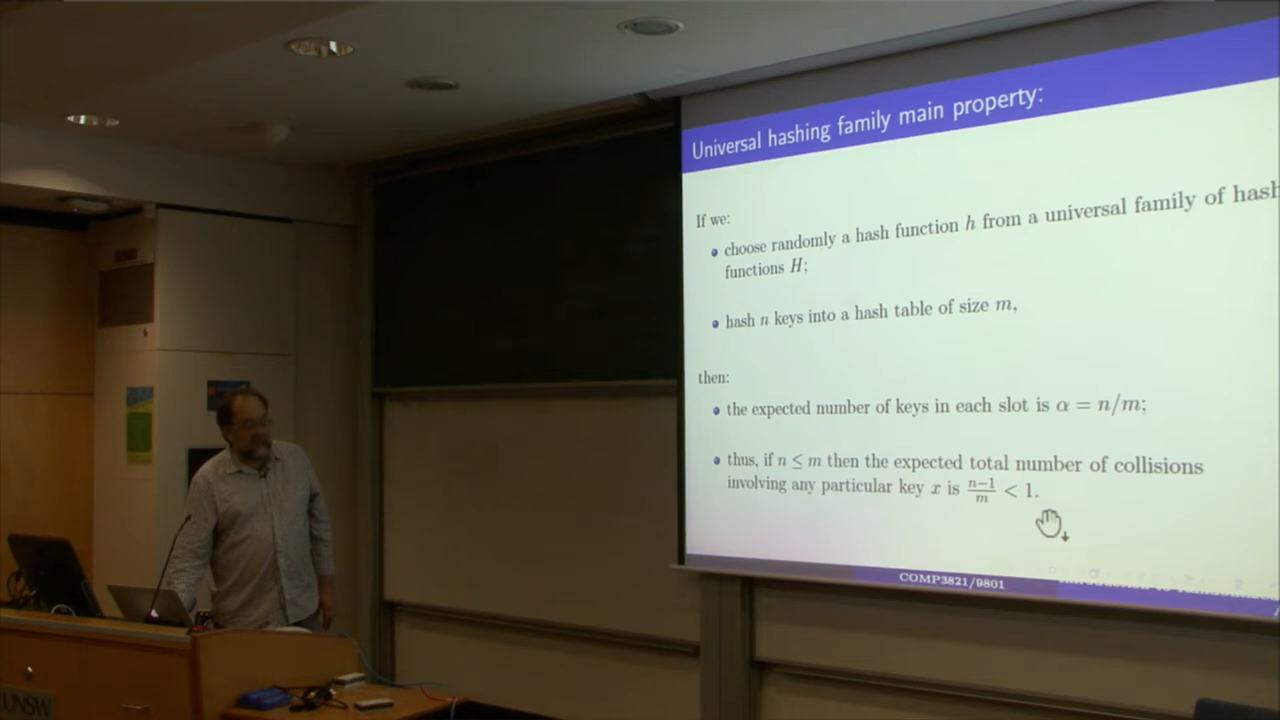 Universal hashing family main property:
If we:
choose randomly a hash function h from a universal family of hash
functions H;
hash n keys into a hash table of size m,
then:
the expected number of keys in each slot is α = n/m;
thus, if n ≤ m then the expected total number of collisions
involving any particular key x is \frac{n-1}{m} < 1.
COMP3821/9801
UNSW